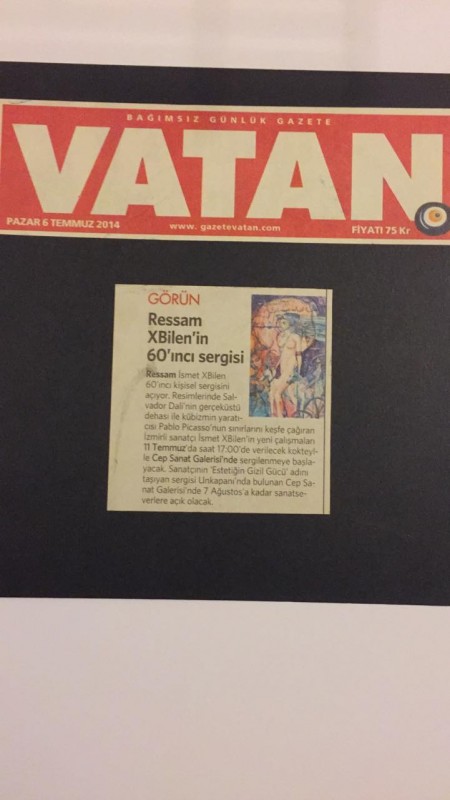 BAĞIMSIZ GÜNLÜK GAZETE
VATAN
PAZAR 6 TEMMUZ 2014
www.gazetevatan.com
FİYATI 75 Kr
GÖRÜN
Ressam
XBilen'in
60'ıncı sergisi
Ressam İsmet XBilen
60'ıncı kişisel sergisini
açıyor. Resimlerinde Sal-
vador Dali'nin gerçeküstü
dehası ile kübizmin yaratı-
cısı Pablo Picasso'nun sınırlarını keşfe çağıran
İzmirli sanatçı İsmet XBilen'in yeni çalışmaları
11 Temmuz'da saat 17:00'de verilecek kokteyl-
le Cep Sanat Galerisi'nde sergilenmeye başla-
yacak. Sanatçının 'Estetiğin Gizil Gücü' adını
taşıyan sergisi Unkapanı'nda bulunan Cep Sa-
nat Galerisi'nde 7 Ağustos'a kadar sanatse-
verlere açık olacak.